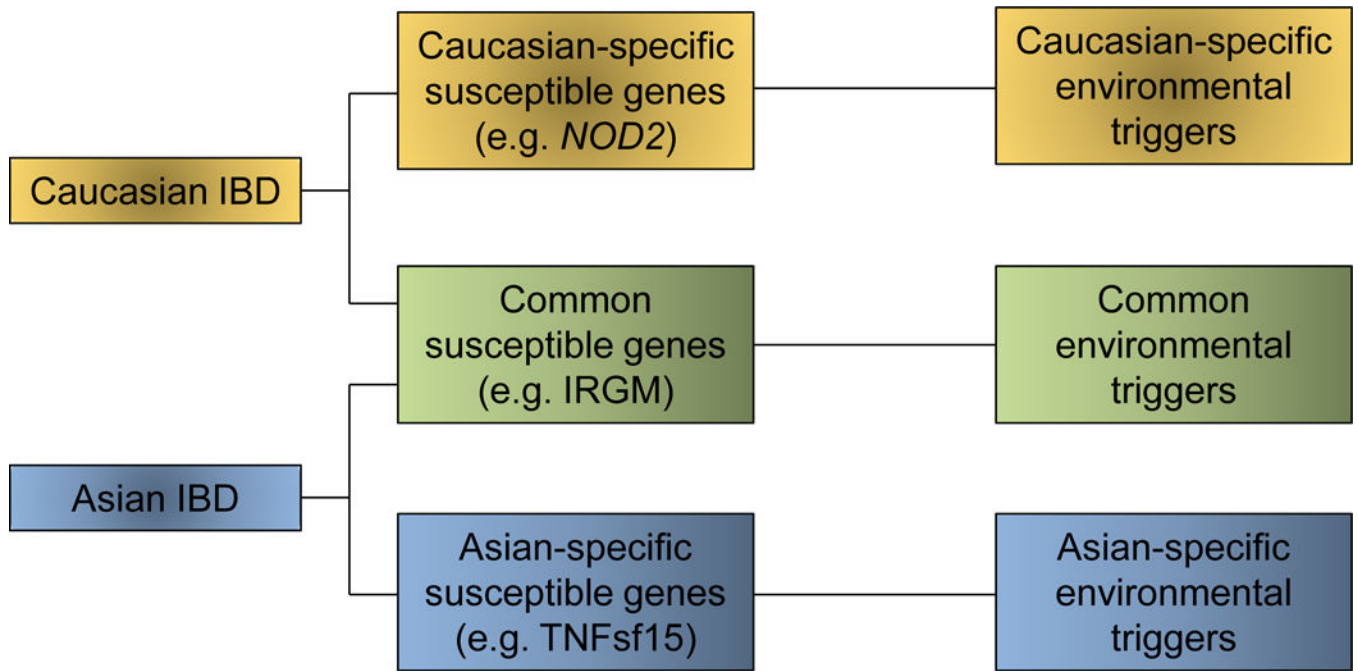 Caucasian-specific
susceptible genes
(e.g. NOD2)
Caucasian-specific
environmental
triggers
Caucasian IBD
Common
susceptible genes
(e.g. IRGM)
Common
environmental
triggers
Asian IBD
Asian-specific
susceptible genes
(e.g. TNFsf15)
Asian-specific
environmental
triggers